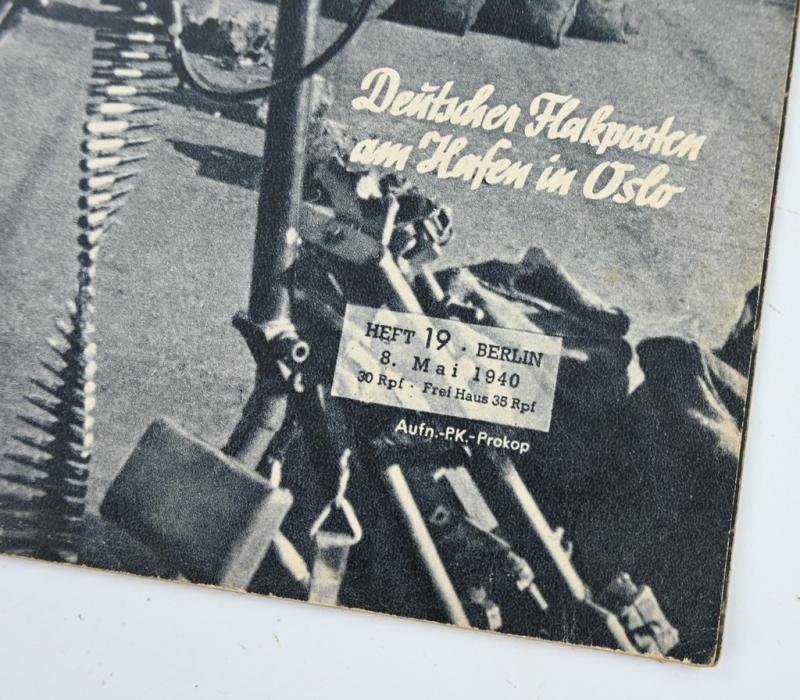 Deutscher Flakposten
am Hafen in Oslo
HEFT 19 · BERLIN
8. Mai 1940
30 Rpf · Frei Haus 35 Rpf
Aufn.-PK.-Prokop